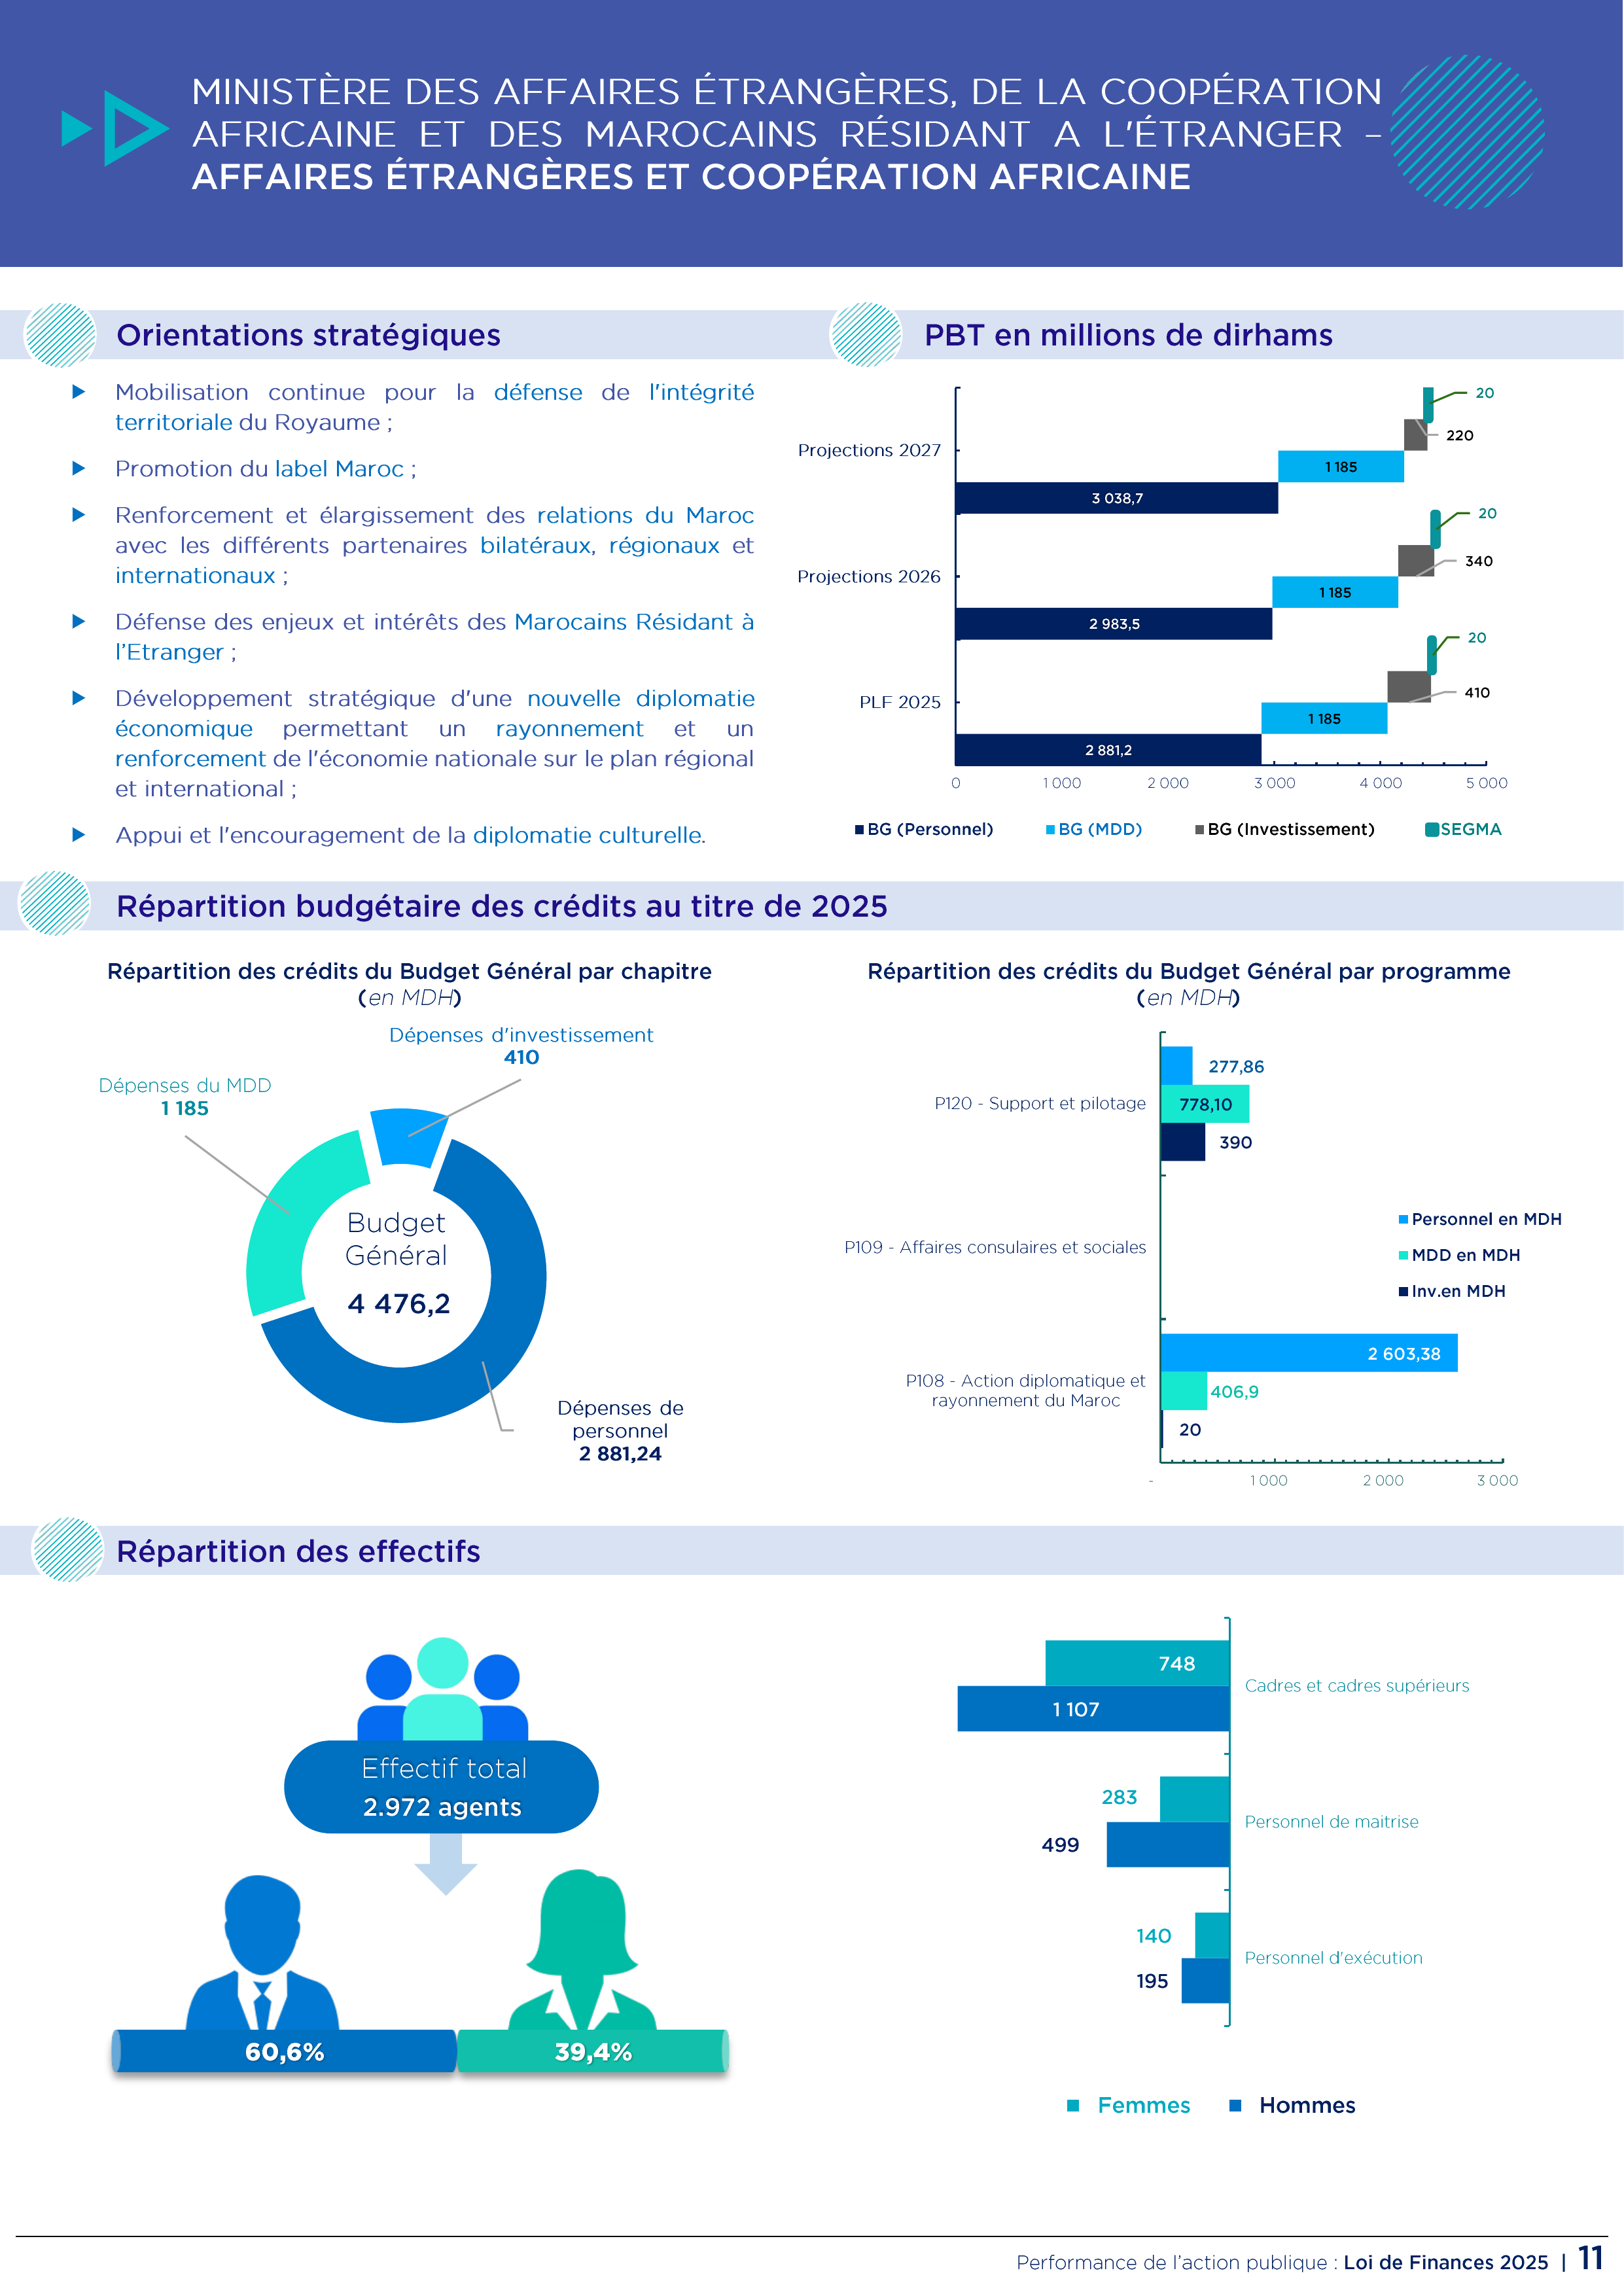 MINISTÈRE DES AFFAIRES ÉTRANGÈRES, DE LA COOPÉRATION
AFRICAINE ET DES MAROCAINS RÉSIDANT A L'ÉTRANGER –
AFFAIRES ÉTRANGÈRES ET COOPÉRATION AFRICAINE
Orientations stratégiques
Mobilisation continue pour la défense de l'intégrité
territoriale du Royaume ;
Promotion du label Maroc ;
Renforcement et élargissement des relations du Maroc
avec les différents partenaires bilatéraux, régionaux et
internationaux ;
Défense des enjeux et intérêts des Marocains Résidant à
l'Etranger ;
Développement stratégique d'une nouvelle diplomatie
économique permettant un rayonnement et un
renforcement de l'économie nationale sur le plan régional
et international ;
Appui et l'encouragement de la diplomatie culturelle.
PBT en millions de dirhams
20
220
Projections 2027
1 185
3 038,7
20
340
Projections 2026
1 185
2 983,5
20
410
PLF 2025
1 185
2 881,2
0 1 000 2 000 3 000 4 000 5 000
BG (Personnel) BG (MDD) BG (Investissement) SEGMA
Répartition budgétaire des crédits au titre de 2025
Répartition des crédits du Budget Général par chapitre
(en MDH)
Dépenses d'investissement
410
Dépenses du MDD
1 185
Budget
Général
4 476,2
Dépenses de
personnel
2 881,24
Répartition des crédits du Budget Général par programme
(en MDH)
277,86
P120 - Support et pilotage
778,10
390
P109 - Affaires consulaires et sociales
Personnel en MDH
MDD en MDH
Inv.en MDH
2 603,38
P108 - Action diplomatique et
rayonnement du Maroc
406,9
20
- 1 000 2 000 3 000
Répartition des effectifs
Effectif total
2.972 agents
60,6% 39,4%
748
Cadres et cadres supérieurs
1 107
283
Personnel de maitrise
499
140
Personnel d'exécution
195
Femmes Hommes
Performance de l'action publique : Loi de Finances 2025 | 11